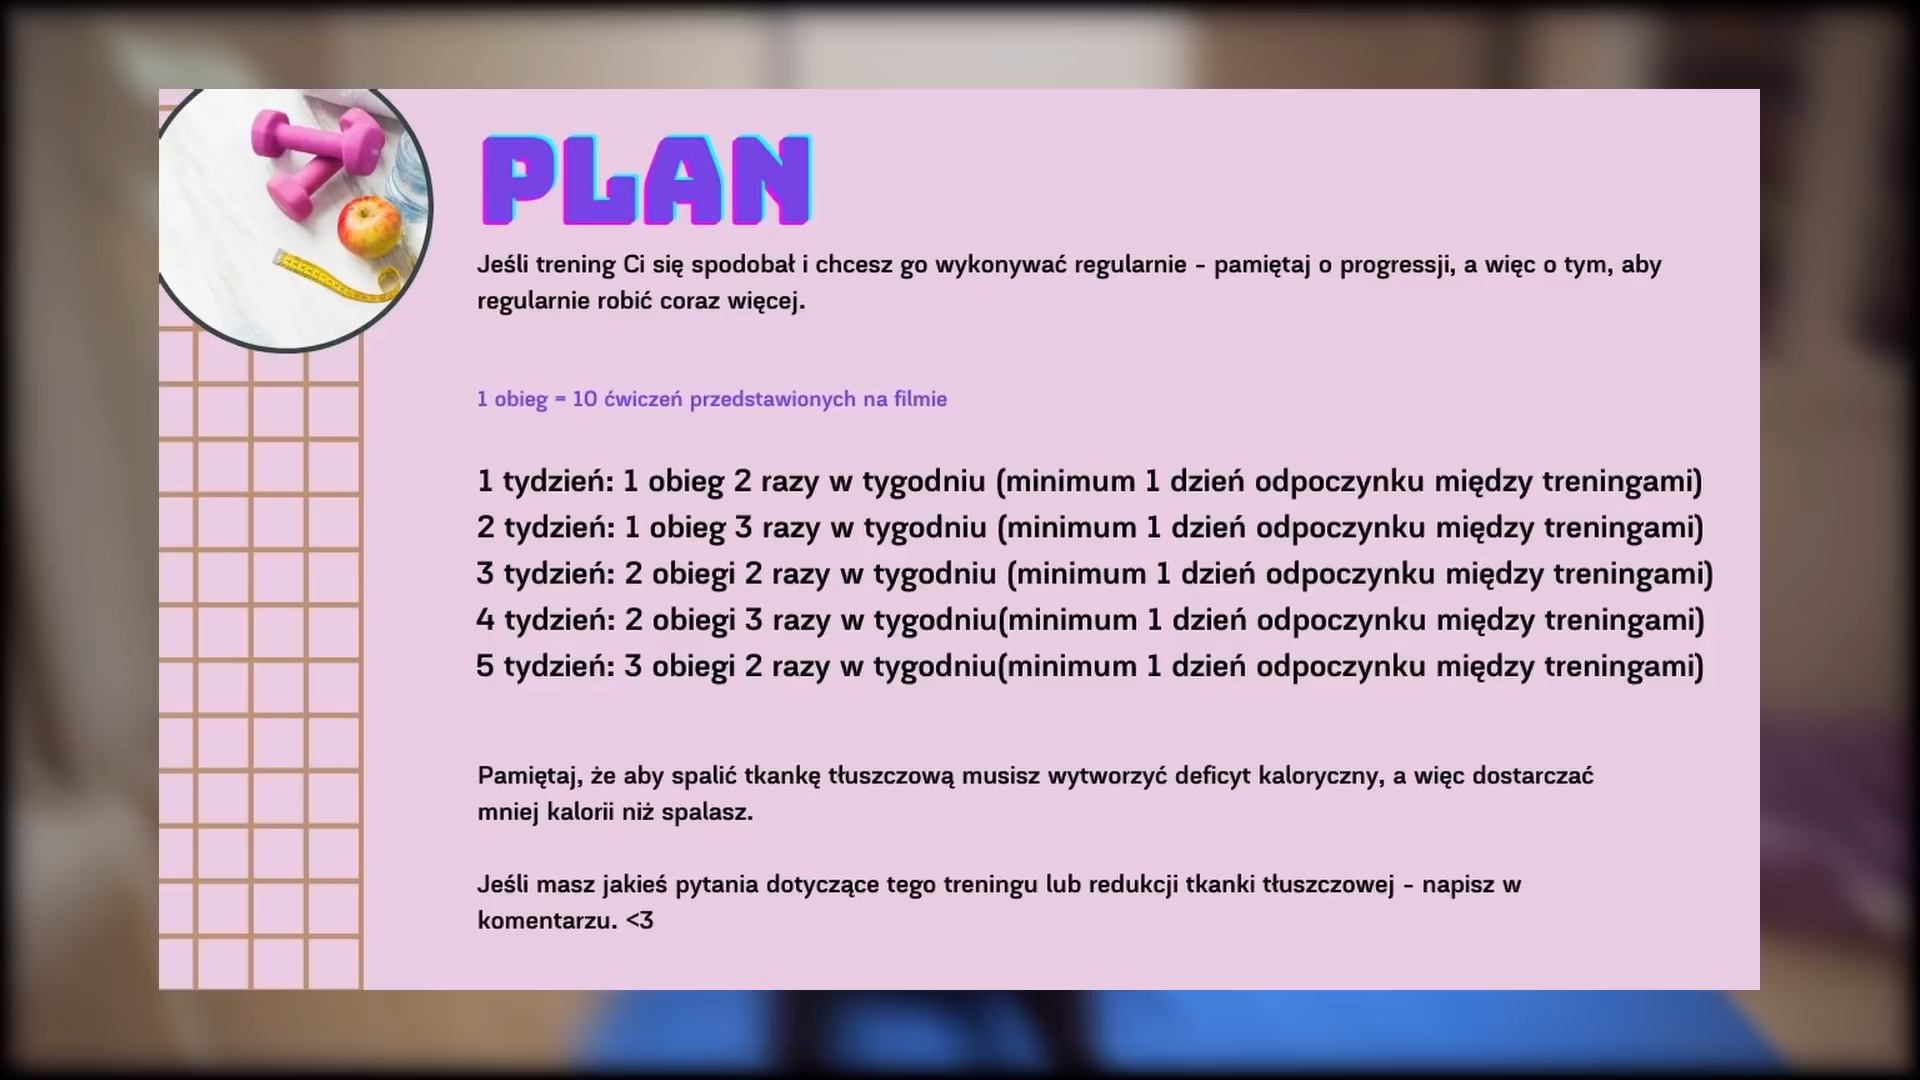 PLAN
Jeśli trening Ci się spodobał i chcesz go wykonywać regularnie - pamiętaj o progressji, a więc o tym, aby
regularnie robić coraz więcej.
1 obieg = 10 ćwiczeń przedstawionych na filmie
1 tydzień: 1 obieg 2 razy w tygodniu (minimum 1 dzień odpoczynku między treningami)
2 tydzień: 1 obieg 3 razy w tygodniu (minimum 1 dzień odpoczynku między treningami)
3 tydzień: 2 obiegi 2 razy w tygodniu (minimum 1 dzień odpoczynku między treningami)
4 tydzień: 2 obiegi 3 razy w tygodniu(minimum 1 dzień odpoczynku między treningami)
5 tydzień: 3 obiegi 2 razy w tygodniu(minimum 1 dzień odpoczynku między treningami)
Pamiętaj, że aby spalić tkankę tłuszczową musisz wytworzyć deficyt kaloryczny, a więc dostarczać
mniej kalorii niż spalasz.
Jeśli masz jakieś pytania dotyczące tego treningu lub redukcji tkanki tłuszczowej - napisz w
komentarzu. <3